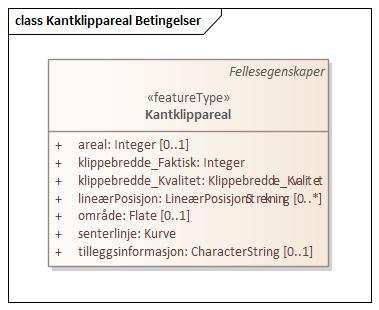 class Kantklippareal Betingelser
Fellesegenskaper
«featureType»
Kantklippareal
+ areal: Integer [0..1]
+ klippebredde_Faktisk: Integer
+ klippebredde_Kvalitet: Klippebredde_Kvalitet
+ lineærPosisjon: LineærPosisjonStrekning [0..*]
+ område: Flate [0..1]
+ senterlinje: Kurve
+ tilleggsinformasjon: CharacterString [0..1]